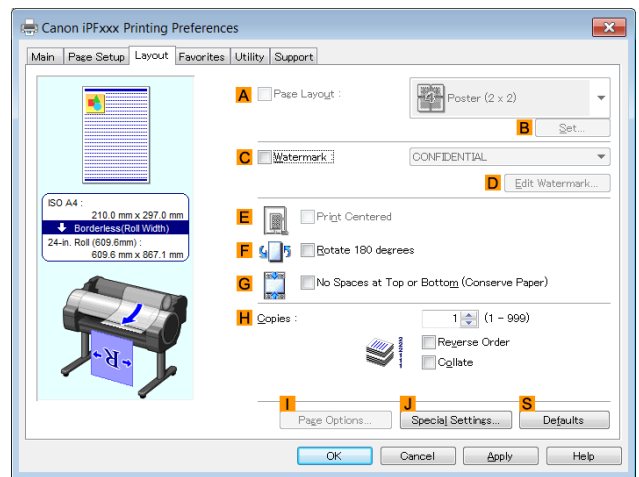 Canon iPFxxx Printing Preferences
Main Page Setup Layout Favorites Utility Support
A Page Layout :
Poster (2 x 2)
B Set...
C Watermark :
CONFIDENTIAL
D Edit Watermark...
ISO A4 :
210.0 mm x 297.0 mm
Borderless(Roll Width)
24-in. Roll (609.6mm) :
609.6 mm x 867.1 mm
R
E Print Centered
F Rotate 180 degrees
G No Spaces at Top or Bottom (Conserve Paper)
H Copies :
1 (1 - 999)
Reverse Order
Collate
I Page Options...
J Special Settings...
S Defaults
OK Cancel Apply Help